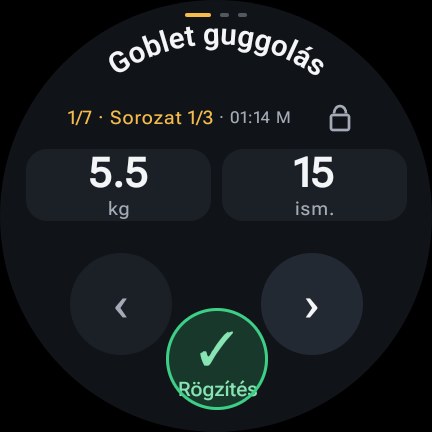 Goblet guggolás
1/7 · Sorozat 1/3 · 01:14 M
5.5
15
kg
ism.
‹
›
✓
Rögzítés